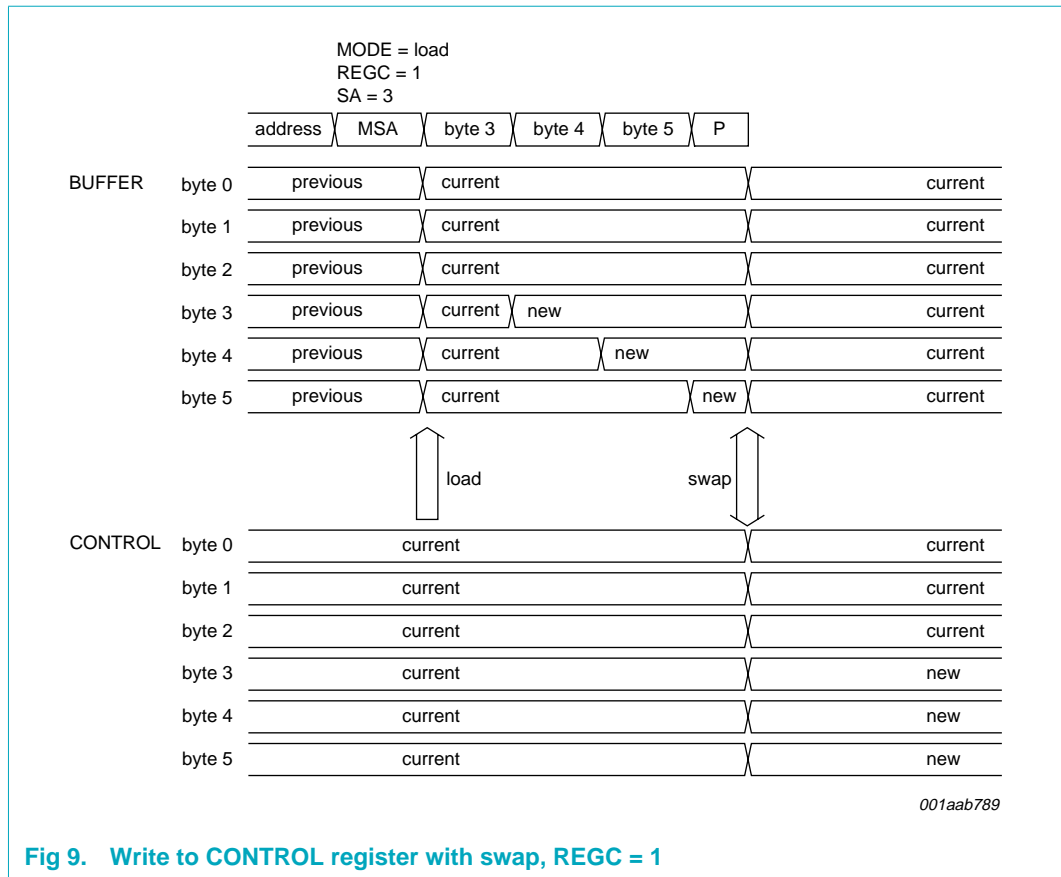 MODE = load
REGC = 1
SA = 3
address MSA byte 3 byte 4 byte 5 P
BUFFER byte 0 previous current current
byte 1 previous current current
byte 2 previous current current
byte 3 previous current new current
byte 4 previous current new current
byte 5 previous current new current
load swap
CONTROL byte 0 current current
byte 1 current current
byte 2 current current
byte 3 current new
byte 4 current new
byte 5 current new
001aab789
Fig 9. Write to CONTROL register with swap, REGC = 1